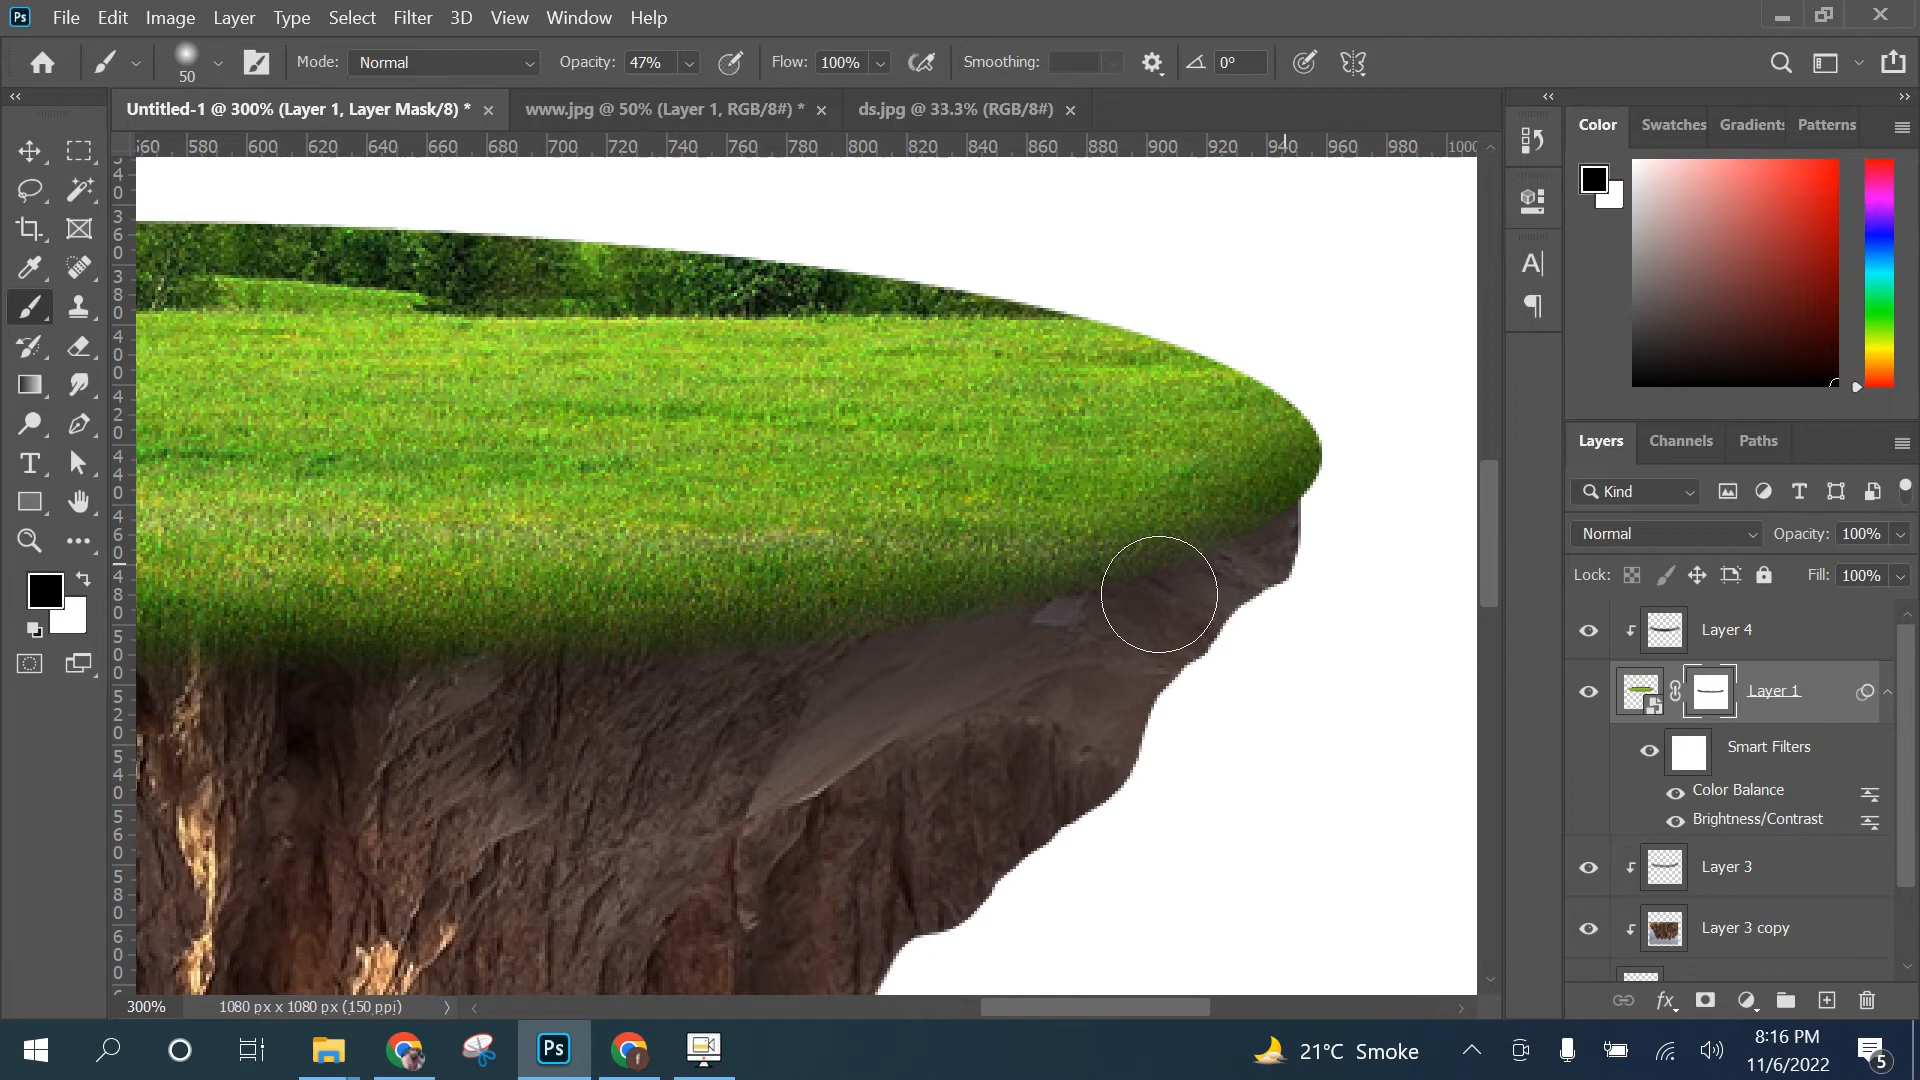 Ps File Edit Image Layer Type Select Filter 3D View Window Help
50 Mode: Normal Opacity: 47% Flow: 100% Smoothing: 0°
Untitled-1 @ 300% (Layer 1, Layer Mask/8) * www.jpg @ 50% (Layer 1, RGB/8#) * ds.jpg @ 33.3% (RGB/8#)
560 580 600 620 640 660 680 700 720 740 760 780 800 820 840 860 880 900 920 940 960 980 1000
Color Swatches Gradients Patterns
Layers Channels Paths
Kind
Normal Opacity: 100%
Lock: Fill: 100%
Layer 4
Layer 1
Smart Filters
Color Balance
Brightness/Contrast
Layer 3
Layer 3 copy
300% 1080 px x 1080 px (150 ppi)
fx
Ps 21°C Smoke 8:16 PM
11/6/2022 5